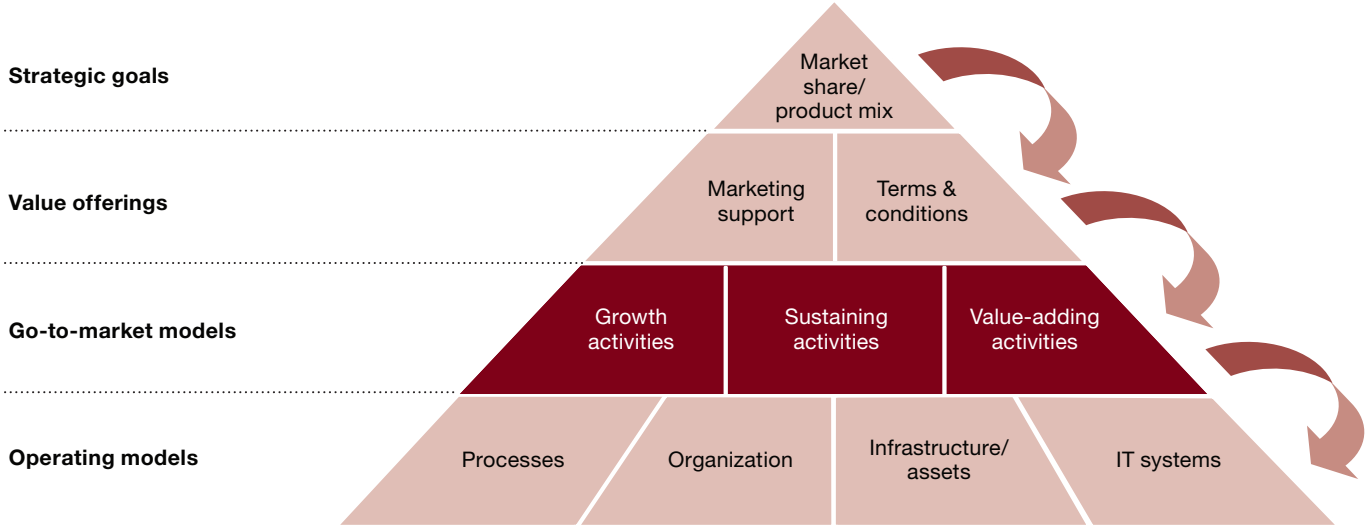 Strategic goals
Market
share/
product mix
Value offerings
Marketing
support
Terms &
conditions
Go-to-market models
Growth
activities
Sustaining
activities
Value-adding
activities
Operating models
Processes
Organization
Infrastructure/
assets
IT systems